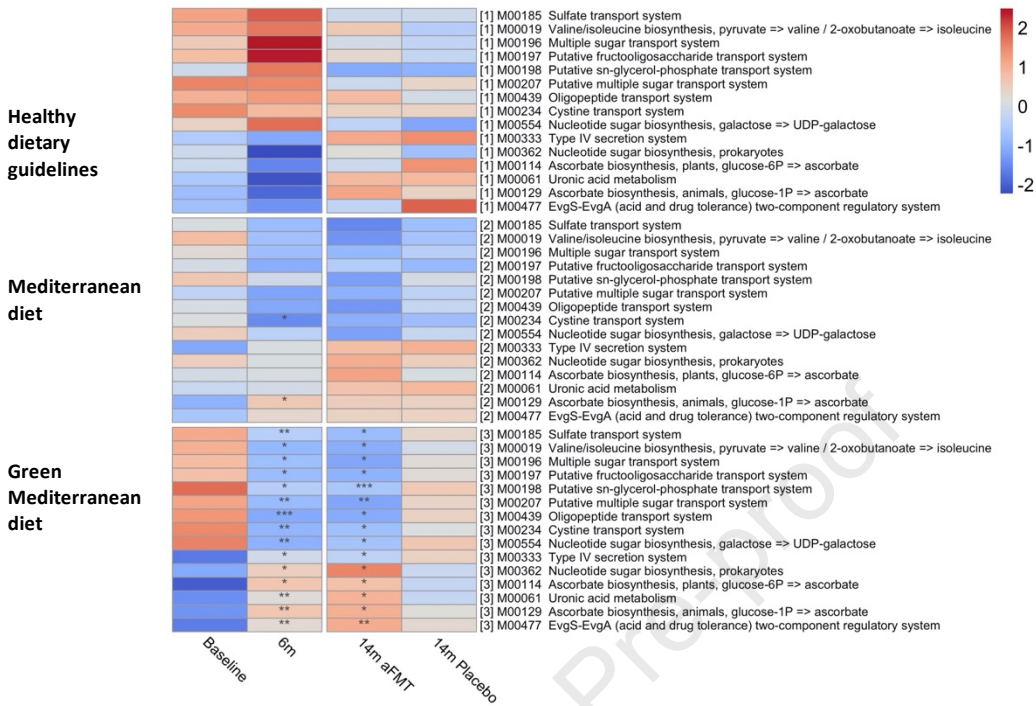 [1] M00185 Sulfate transport system
[1] M00019 Valine/isoleucine biosynthesis, pyruvate => valine / 2-oxobutanoate => isoleucine
[1] M00196 Multiple sugar transport system
[1] M00197 Putative fructooligosaccharide transport system
[1] M00198 Putative sn-glycerol-phosphate transport system
[1] M00207 Putative multiple sugar transport system
[1] M00439 Oligopeptide transport system
[1] M00234 Cystine transport system
[1] M00554 Nucleotide sugar biosynthesis, galactose => UDP-galactose
[1] M00333 Type IV secretion system
[1] M00362 Nucleotide sugar biosynthesis, prokaryotes
[1] M00114 Ascorbate biosynthesis, plants, glucose-6P => ascorbate
[1] M00061 Uronic acid metabolism
[1] M00129 Ascorbate biosynthesis, animals, glucose-1P => ascorbate
[1] M00477 EvgS-EvgA (acid and drug tolerance) two-component regulatory system
Healthy
dietary
guidelines
2
1
0
-1
-2
[2] M00185 Sulfate transport system
[2] M00019 Valine/isoleucine biosynthesis, pyruvate => valine / 2-oxobutanoate => isoleucine
[2] M00196 Multiple sugar transport system
[2] M00197 Putative fructooligosaccharide transport system
[2] M00198 Putative sn-glycerol-phosphate transport system
[2] M00207 Putative multiple sugar transport system
[2] M00439 Oligopeptide transport system
* [2] M00234 Cystine transport system
[2] M00554 Nucleotide sugar biosynthesis, galactose => UDP-galactose
[2] M00333 Type IV secretion system
[2] M00362 Nucleotide sugar biosynthesis, prokaryotes
[2] M00114 Ascorbate biosynthesis, plants, glucose-6P => ascorbate
[2] M00061 Uronic acid metabolism
* [2] M00129 Ascorbate biosynthesis, animals, glucose-1P => ascorbate
[2] M00477 EvgS-EvgA (acid and drug tolerance) two-component regulatory system
Mediterranean
diet
** * [3] M00185 Sulfate transport system
* * [3] M00019 Valine/isoleucine biosynthesis, pyruvate => valine / 2-oxobutanoate => isoleucine
* * [3] M00196 Multiple sugar transport system
* * [3] M00197 Putative fructooligosaccharide transport system
* *** [3] M00198 Putative sn-glycerol-phosphate transport system
** ** [3] M00207 Putative multiple sugar transport system
*** * [3] M00439 Oligopeptide transport system
** * [3] M00234 Cystine transport system
** * [3] M00554 Nucleotide sugar biosynthesis, galactose => UDP-galactose
* * [3] M00333 Type IV secretion system
* * [3] M00362 Nucleotide sugar biosynthesis, prokaryotes
* * [3] M00114 Ascorbate biosynthesis, plants, glucose-6P => ascorbate
** * [3] M00061 Uronic acid metabolism
** * [3] M00129 Ascorbate biosynthesis, animals, glucose-1P => ascorbate
** ** [3] M00477 EvgS-EvgA (acid and drug tolerance) two-component regulatory system
Green
Mediterranean
diet
Baseline
6m
14m aFMT
14m Placebo
Pre-proof